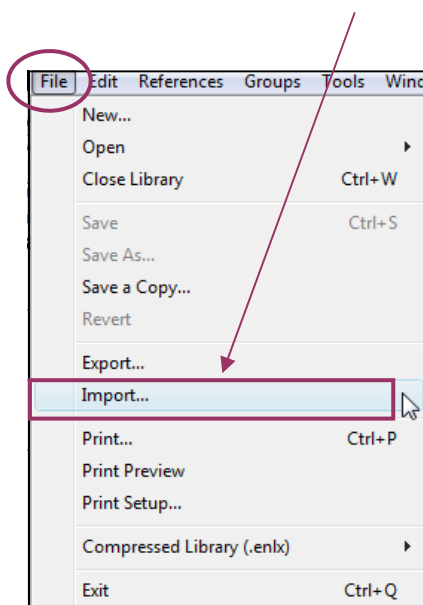 File Edit References Groups Tools Wind
New...
Open
Close Library Ctrl+W
Save Ctrl+S
Save As...
Save a Copy...
Revert
Export...
Import...
Print... Ctrl+P
Print Preview
Print Setup...
Compressed Library (.enlx)
Exit Ctrl+Q